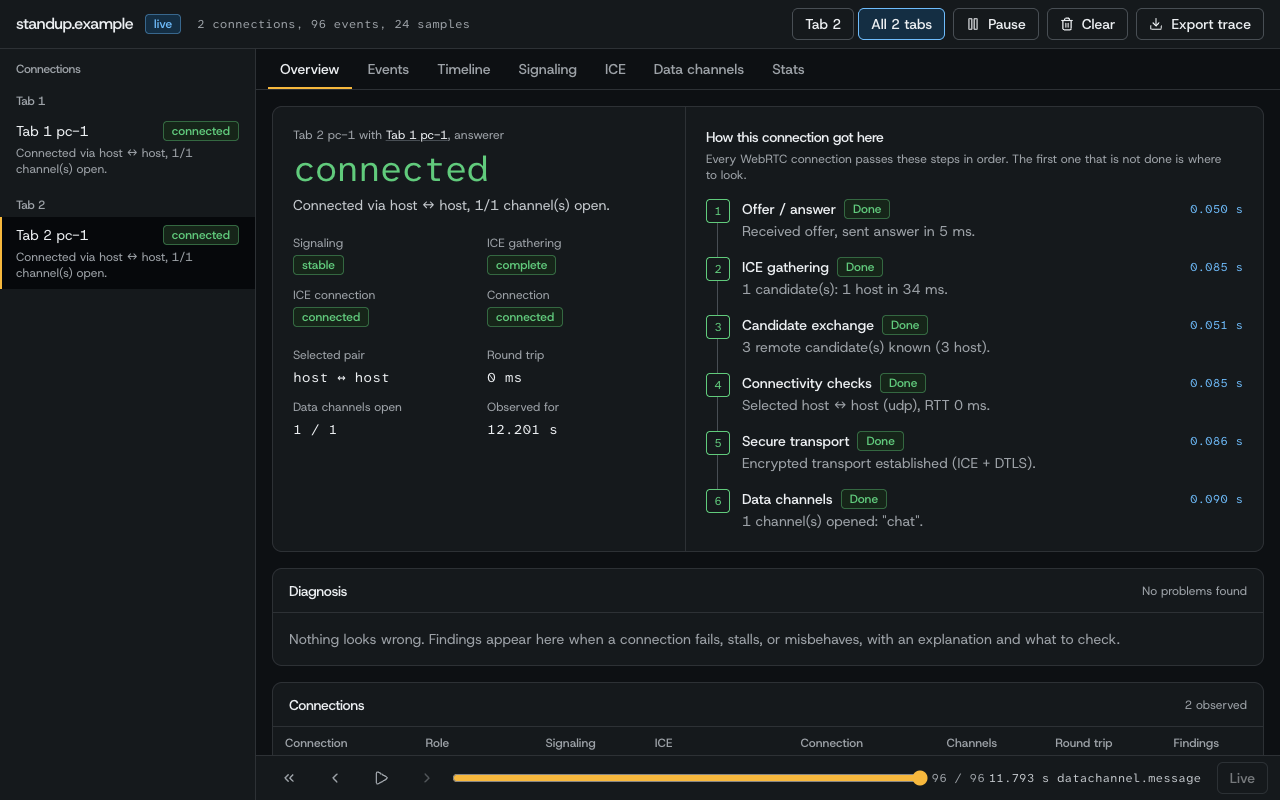 standup.example live 2 connections, 96 events, 24 samples Tab 2 All 2 tabs Pause Clear Export trace
Connections
Tab 1
Tab 1 pc-1 connected
Connected via host ↔ host, 1/1
channel(s) open.
Tab 2
Tab 2 pc-1 connected
Connected via host ↔ host, 1/1
channel(s) open.
Overview Events Timeline Signaling ICE Data channels Stats
Tab 2 pc-1 with Tab 1 pc-1, answerer
connected
Connected via host ↔ host, 1/1 channel(s) open.
Signaling ICE gathering
stable complete
ICE connection Connection
connected connected
Selected pair Round trip
host ↔ host 0 ms
Data channels open Observed for
1 / 1 12.201 s
How this connection got here
Every WebRTC connection passes these steps in order. The first one that is not done is where
to look.
1 Offer / answer Done 0.050 s
Received offer, sent answer in 5 ms.
2 ICE gathering Done 0.085 s
1 candidate(s): 1 host in 34 ms.
3 Candidate exchange Done 0.051 s
3 remote candidate(s) known (3 host).
4 Connectivity checks Done 0.085 s
Selected host ↔ host (udp), RTT 0 ms.
5 Secure transport Done 0.086 s
Encrypted transport established (ICE + DTLS).
6 Data channels Done 0.090 s
1 channel(s) opened: "chat".
Diagnosis No problems found
Nothing looks wrong. Findings appear here when a connection fails, stalls, or misbehaves, with an explanation and what to check.
Connections 2 observed
Connection Role Signaling ICE Connection Channels Round trip Findings
96 / 96 11.793 s datachannel.message Live